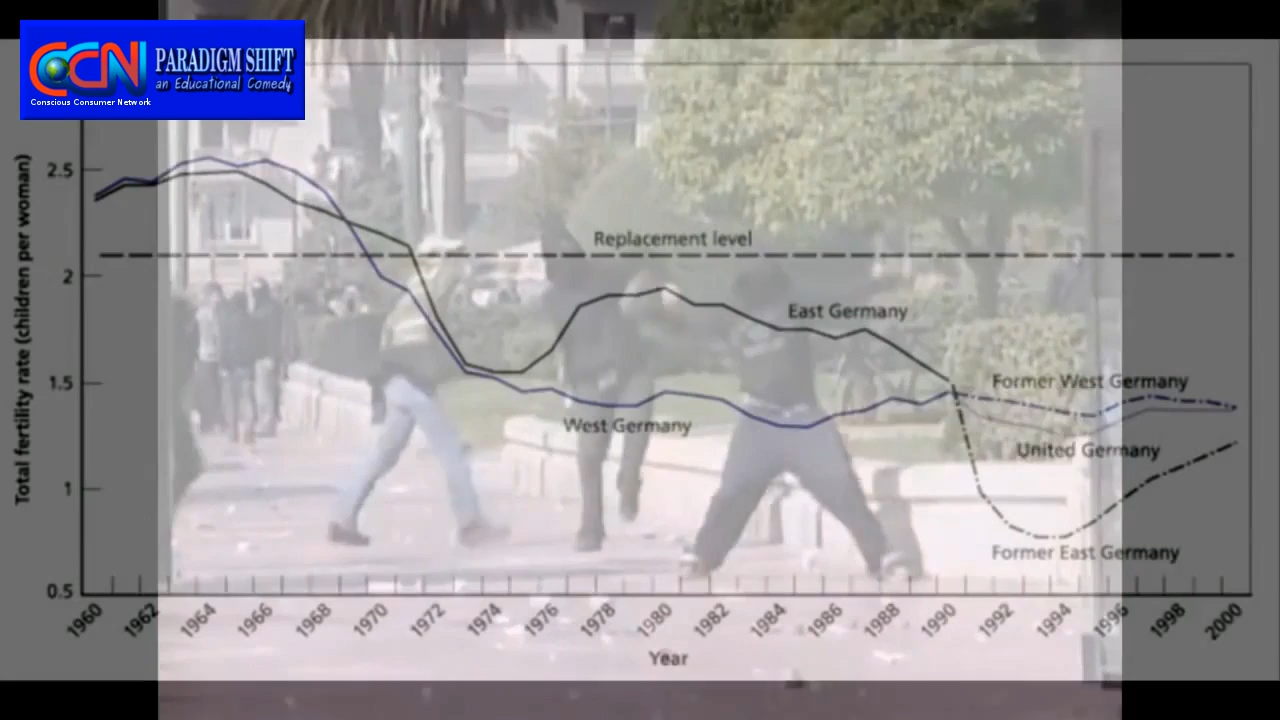 CCN PARADIGM SHIFT
an Educational Comedy
Conscious Consumer Network
Total fertility rate (children per woman)
2.5
2
1.5
1
0.5
Replacement level
East Germany
West Germany
Former West Germany
United Germany
Former East Germany
1960 1962 1964 1966 1968 1970 1972 1974 1976 1978 1980 1982 1984 1986 1988 1990 1992 1994 1996 1998 2000
Year